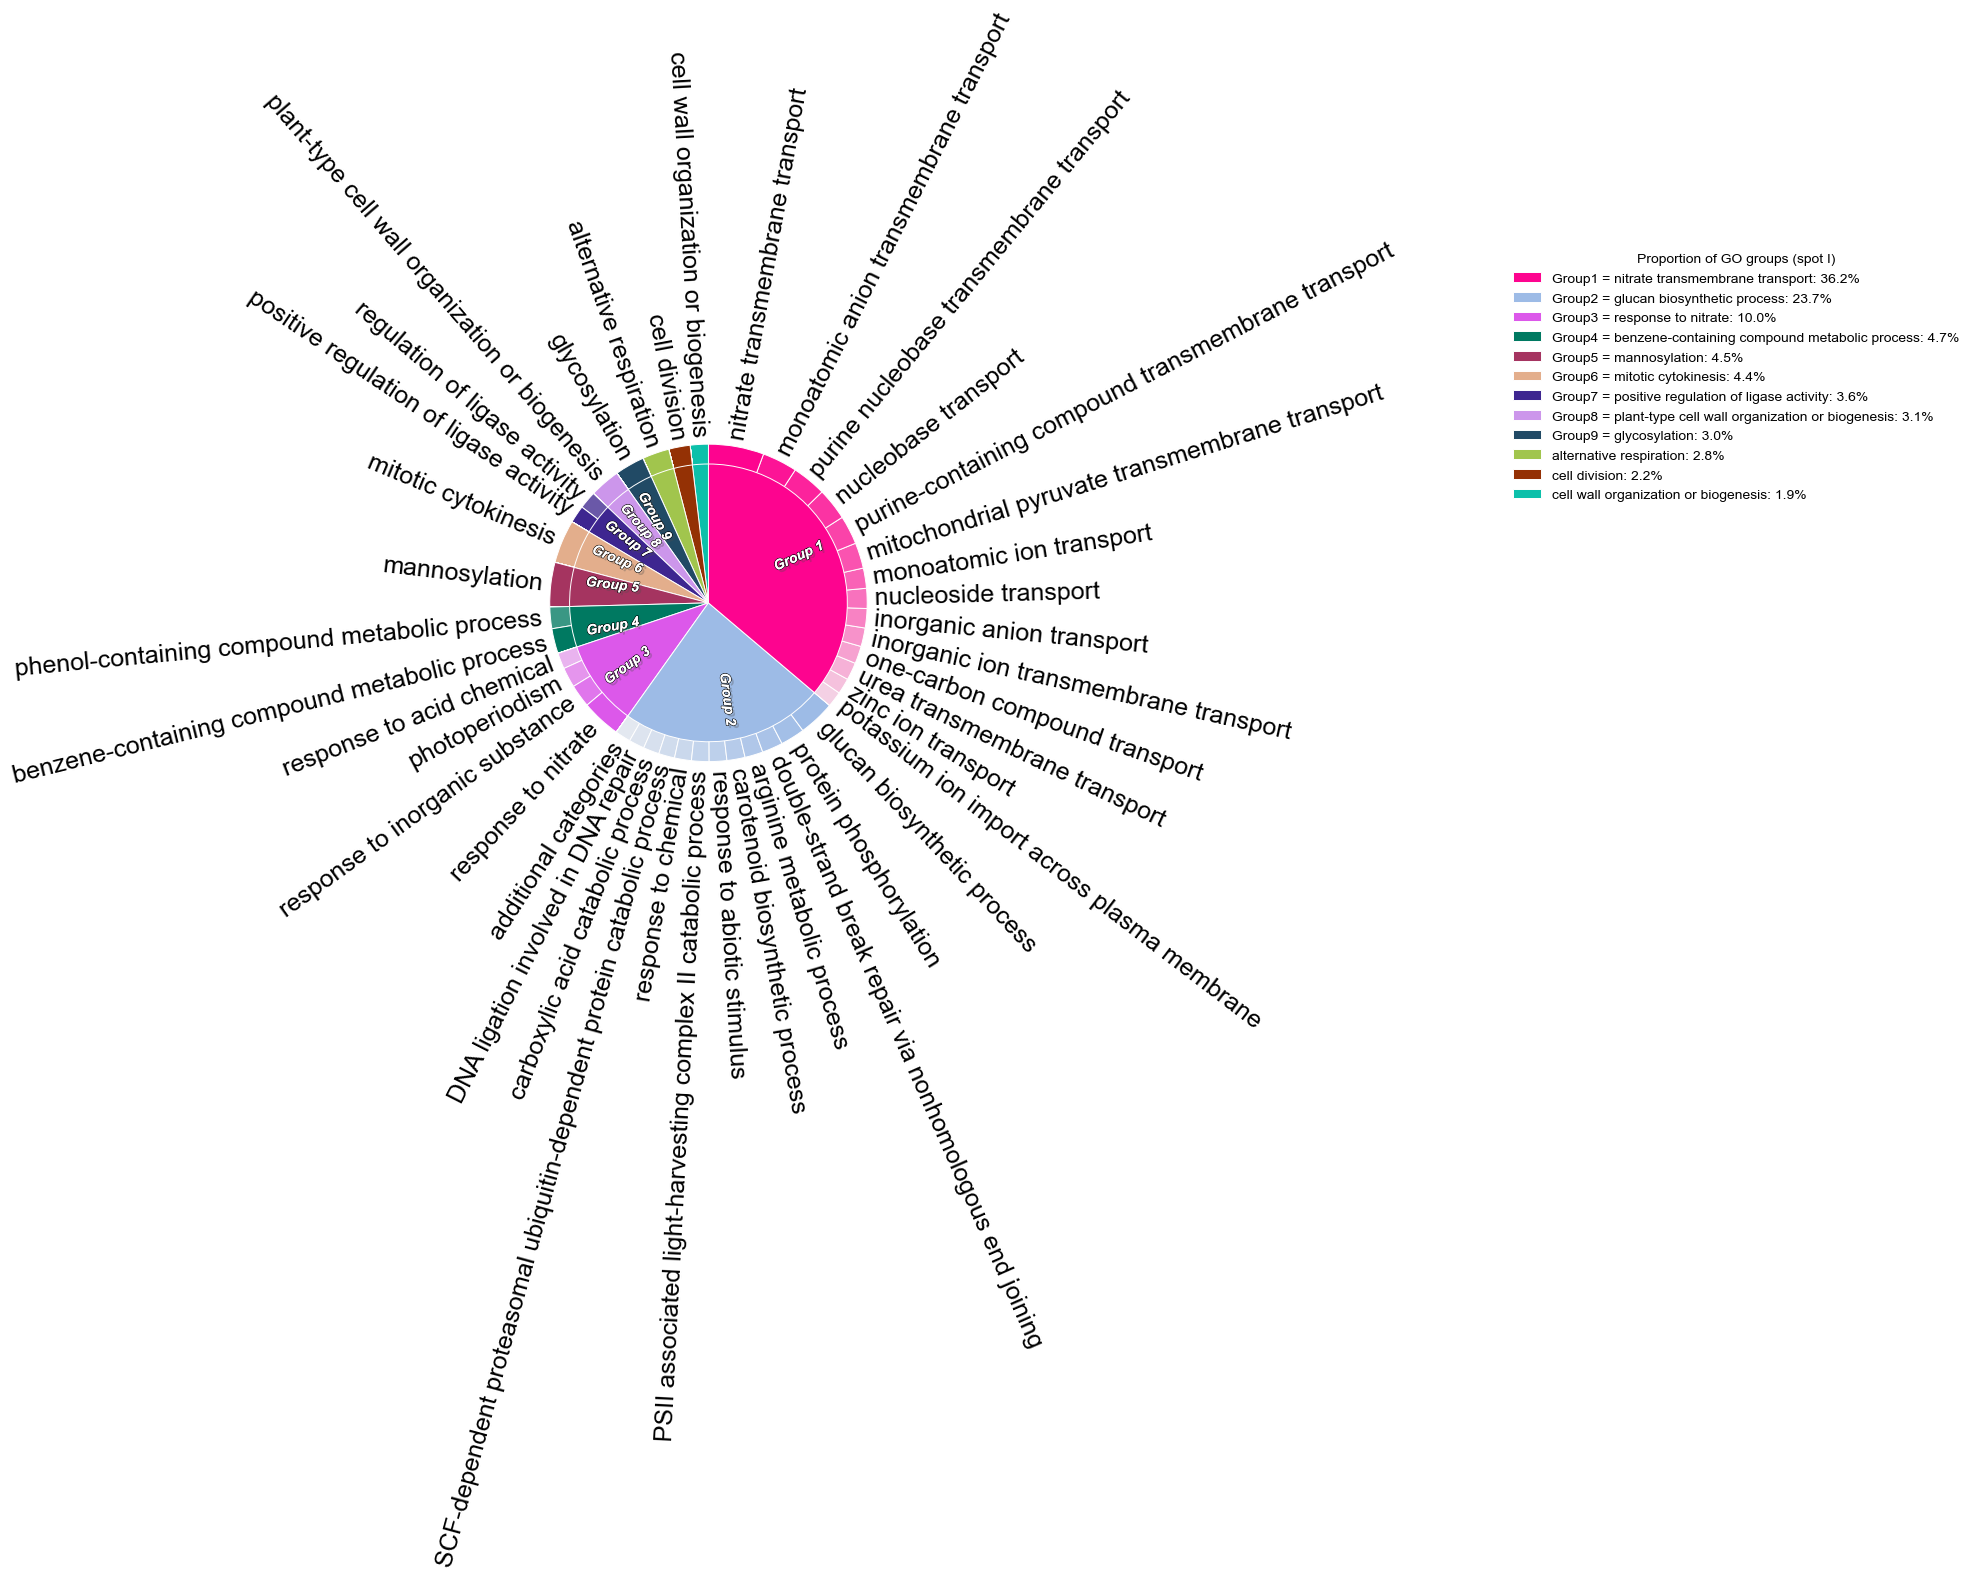 cell wall organization or biogenesis
nitrate transmembrane transport
monoatomic anion transmembrane transport
purine nucleobase transmembrane transport
nucleobase transport
purine-containing compound transmembrane transport
mitochondrial pyruvate transmembrane transport
monoatomic ion transport
nucleoside transport
inorganic anion transport
inorganic ion transmembrane transport
one-carbon compound transport
urea transmembrane transport
zinc ion transport
potassium ion import across plasma membrane
glucan biosynthetic process
protein phosphorylation
double-strand break repair via nonhomologous end joining
arginine metabolic process
carotenoid biosynthetic process
response to abiotic stimulus
PSII associated light-harvesting complex II catabolic process
response to chemical
SCF-dependent proteasomal ubiquitin-dependent protein catabolic process
carboxylic acid catabolic process
DNA ligation involved in DNA repair
additional categories
response to nitrate
response to inorganic substance
photoperiodism
response to acid chemical
benzene-containing compound metabolic process
phenol-containing compound metabolic process
mannosylation
mitotic cytokinesis
positive regulation of ligase activity
regulation of ligase activity
plant-type cell wall organization or biogenesis
glycosylation
alternative respiration
cell division
Group 1
Group 2
Group 3
Group 4
Group 5
Group 6
Group 7
Group 8
Group 9
Proportion of GO groups (spot I)
Group1 = nitrate transmembrane transport: 36.2%
Group2 = glucan biosynthetic process: 23.7%
Group3 = response to nitrate: 10.0%
Group4 = benzene-containing compound metabolic process: 4.7%
Group5 = mannosylation: 4.5%
Group6 = mitotic cytokinesis: 4.4%
Group7 = positive regulation of ligase activity: 3.6%
Group8 = plant-type cell wall organization or biogenesis: 3.1%
Group9 = glycosylation: 3.0%
alternative respiration: 2.8%
cell division: 2.2%
cell wall organization or biogenesis: 1.9%